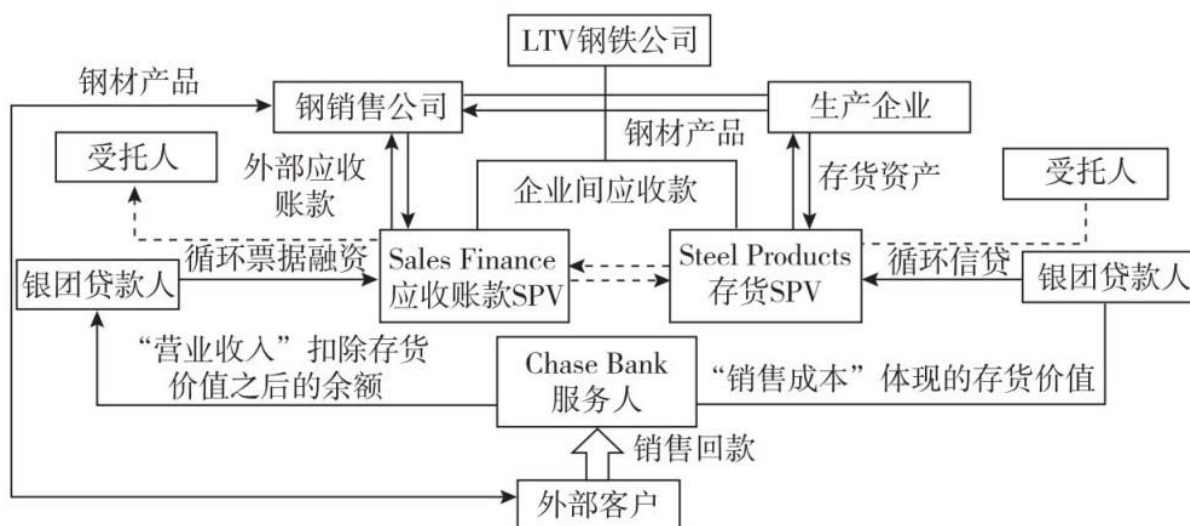 LTV钢铁公司
钢材产品
钢销售公司
生产企业
钢材产品
受托人
外部应收
账款
企业间应收款
存货资产
受托人
循环票据融资
Sales Finance
应收账款SPV
Steel Products
存货SPV
循环信贷
银团贷款人
银团贷款人
“营业收入”扣除存货
价值之后的余额
Chase Bank
服务人
“销售成本”体现的存货价值
销售回款
外部客户